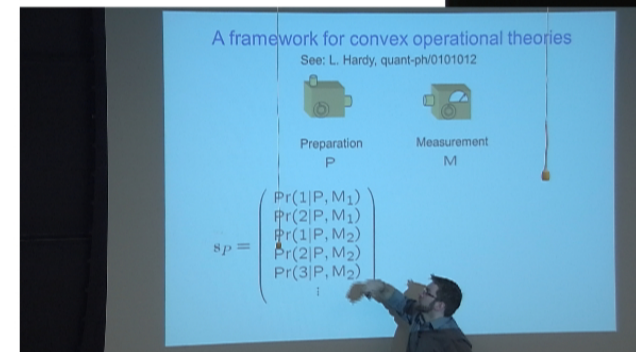 A framework for convex operational theories
See: L. Hardy, quant-ph/0101012
Preparation Measurement
P M
s_P = ( Pr(1|P, M₁)
Pr(2|P, M₁)
Pr(1|P, M₂)
Pr(2|P, M₂)
Pr(3|P, M₂)
⋮ )